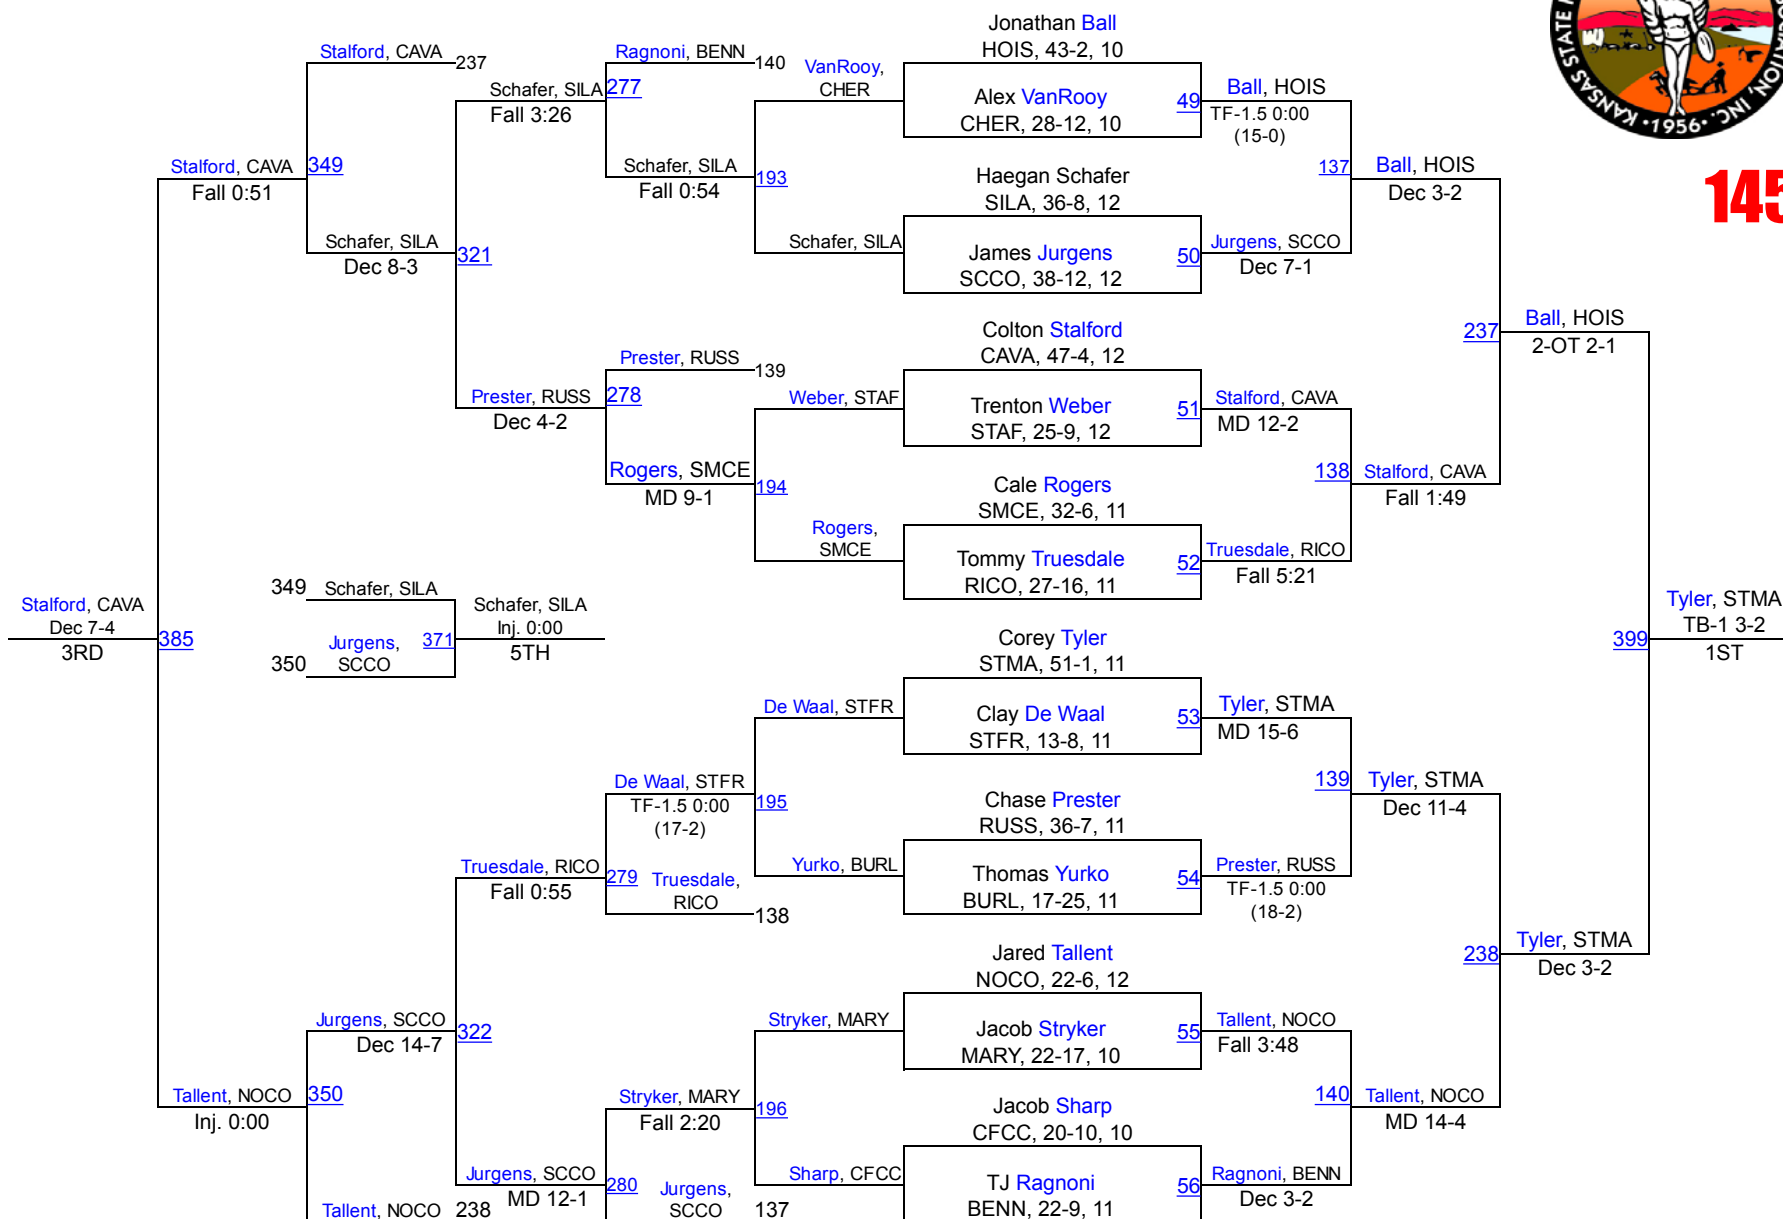 KANSAS STATE
INC.
•1956•
145
Stalford, CAVA
237
Stalford, CAVA
Fall 0:51
349
Schafer, SILA
Dec 8-3
321
Schafer, SILA
Fall 3:26
277
Ragnoni, BENN
140
Schafer, SILA
Fall 0:54
193
VanRooy,
CHER
Schafer, SILA
Prester, RUSS
Dec 4-2
278
Prester, RUSS
139
Rogers, SMCE
MD 9-1
194
Weber, STAF
Rogers,
SMCE
Jonathan Ball
HOIS, 43-2, 10
Alex VanRooy
CHER, 28-12, 10
49
Haegan Schafer
SILA, 36-8, 12
James Jurgens
SCCO, 38-12, 12
50
Colton Stalford
CAVA, 47-4, 12
Trenton Weber
STAF, 25-9, 12
51
Cale Rogers
SMCE, 32-6, 11
Tommy Truesdale
RICO, 27-16, 11
52
Ball, HOIS
TF-1.5 0:00
(15-0)
137
Ball, HOIS
Dec 3-2
Jurgens, SCCO
Dec 7-1
237
Ball, HOIS
2-OT 2-1
Stalford, CAVA
MD 12-2
138
Stalford, CAVA
Fall 1:49
Truesdale, RICO
Fall 5:21
Stalford, CAVA
Dec 7-4
3RD
385
349
Schafer, SILA
350
Jurgens,
SCCO
371
Schafer, SILA
Inj. 0:00
5TH
399
Tyler, STMA
TB-1 3-2
1ST
Corey Tyler
STMA, 51-1, 11
Clay De Waal
STFR, 13-8, 11
53
Chase Prester
RUSS, 36-7, 11
Thomas Yurko
BURL, 17-25, 11
54
Jared Tallent
NOCO, 22-6, 12
Jacob Stryker
MARY, 22-17, 10
55
Jacob Sharp
CFCC, 20-10, 10
TJ Ragnoni
BENN, 22-9, 11
56
De Waal, STFR
Yurko, BURL
195
De Waal, STFR
TF-1.5 0:00
(17-2)
Truesdale, RICO
Fall 0:55
279
Truesdale,
RICO
138
Tyler, STMA
MD 15-6
139
Tyler, STMA
Dec 11-4
Prester, RUSS
TF-1.5 0:00
(18-2)
238
Tyler, STMA
Dec 3-2
Tallent, NOCO
Fall 3:48
140
Tallent, NOCO
MD 14-4
Ragnoni, BENN
Dec 3-2
Jurgens, SCCO
Dec 14-7
322
Tallent, NOCO
Inj. 0:00
350
Tallent, NOCO
238
Stryker, MARY
Fall 2:20
196
Stryker, MARY
Sharp, CFCC
Jurgens, SCCO
MD 12-1
280
Jurgens,
SCCO
137